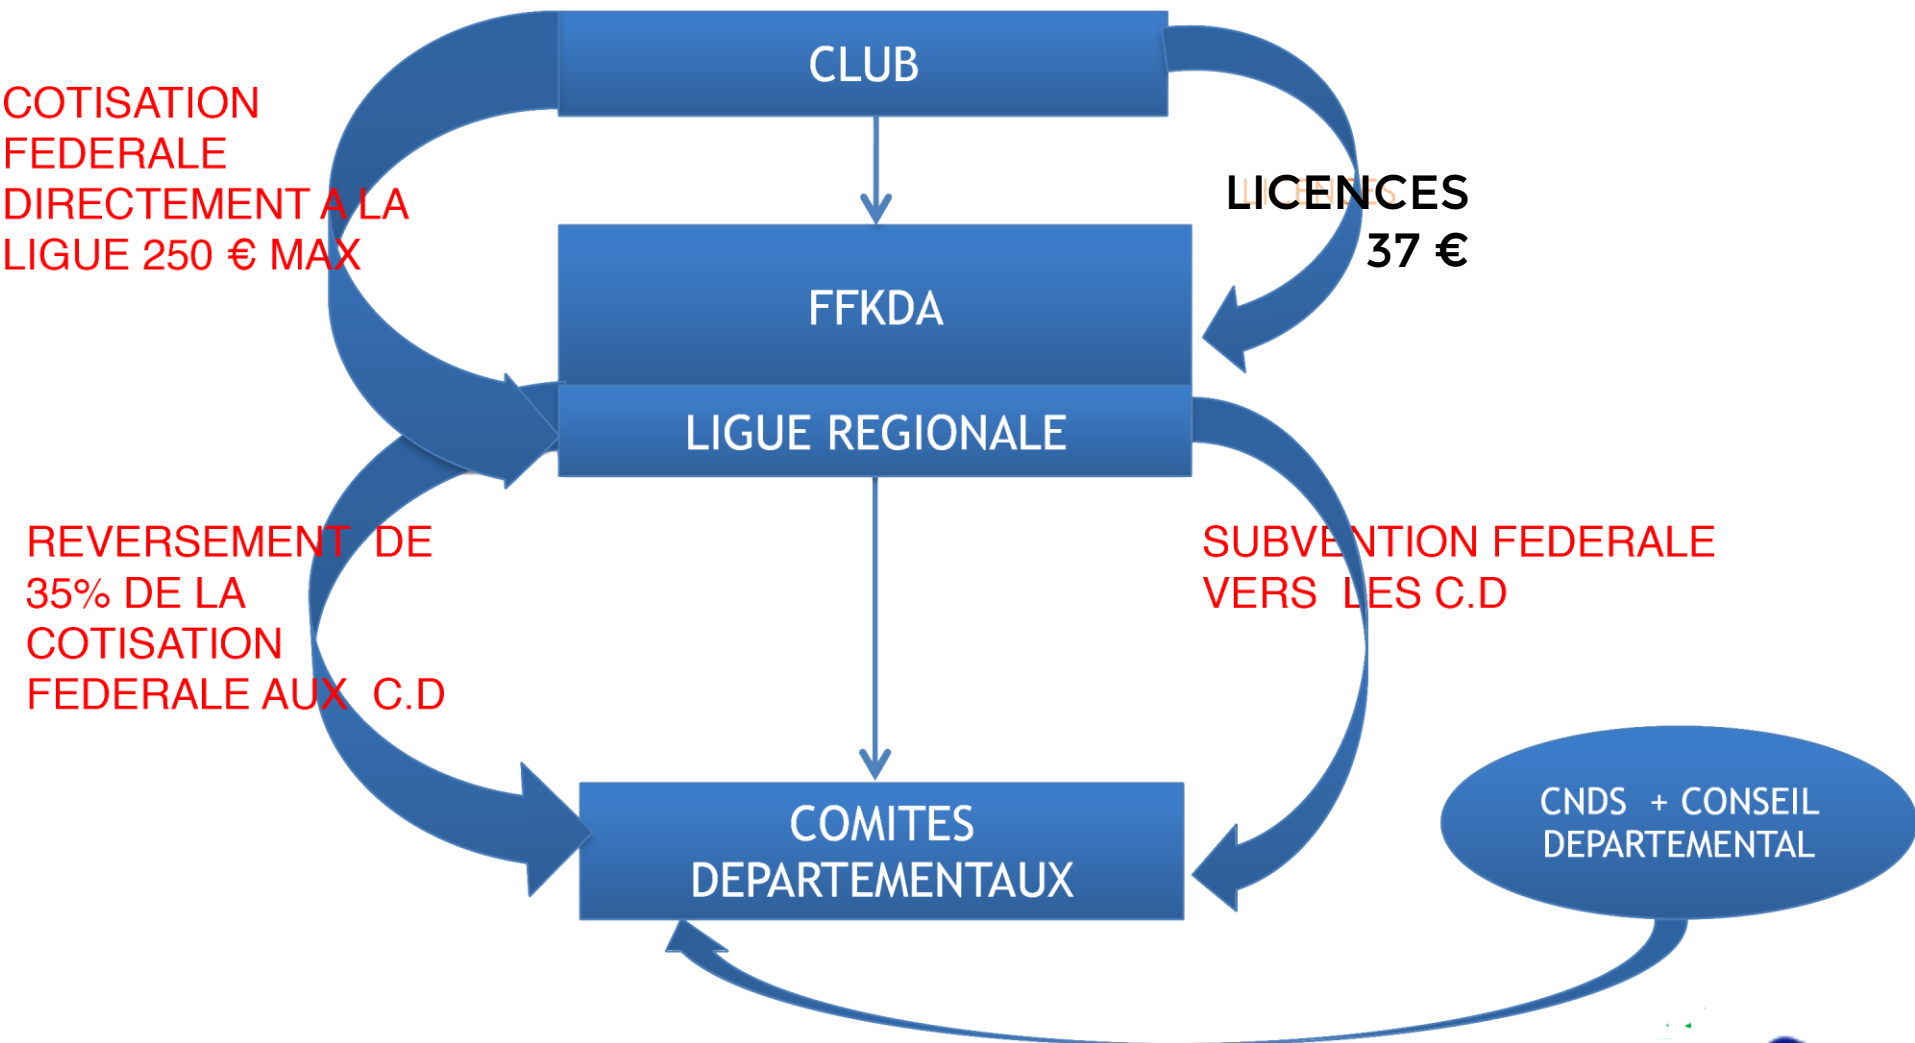 CLUB
COTISATION
FEDERALE
DIRECTEMENT A LA
LIGUE 250 € MAX
LICENCES
LICENCES
37 €
FFKDA
LIGUE REGIONALE
REVERSEMENT  DE
35% DE LA
COTISATION
FEDERALE AUX  C.D
SUBVENTION FEDERALE
VERS  LES C.D
COMITES
DEPARTEMENTAUX
CNDS  + CONSEIL
DEPARTEMENTAL